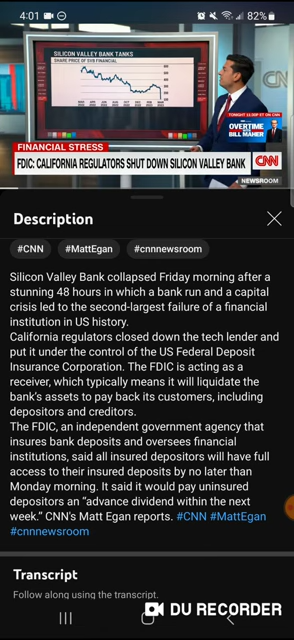 4:01
82%
SILICON VALLEY BANK TANKS
SHARE PRICE OF SVB FINANCIAL
TONIGHT 11:30P ET ON CNN
OVERTIME
WITH
BILL MAHER
FINANCIAL STRESS
FDIC: CALIFORNIA REGULATORS SHUT DOWN SILICON VALLEY BANK
CNN
NEWSROOM
Description
#CNN
#MattEgan
#cnnnewsroom
Silicon Valley Bank collapsed Friday morning after a
stunning 48 hours in which a bank run and a capital
crisis led to the second-largest failure of a financial
institution in US history.
California regulators closed down the tech lender and
put it under the control of the US Federal Deposit
Insurance Corporation. The FDIC is acting as a
receiver, which typically means it will liquidate the
bank's assets to pay back its customers, including
depositors and creditors.
The FDIC, an independent government agency that
insures bank deposits and oversees financial
institutions, said all insured depositors will have full
access to their insured deposits by no later than
Monday morning. It said it would pay uninsured
depositors an “advance dividend within the next
week.” CNN's Matt Egan reports. #CNN #MattEgan
#cnnnewsroom
Transcript
Follow along using the transcript.
DU RECORDER